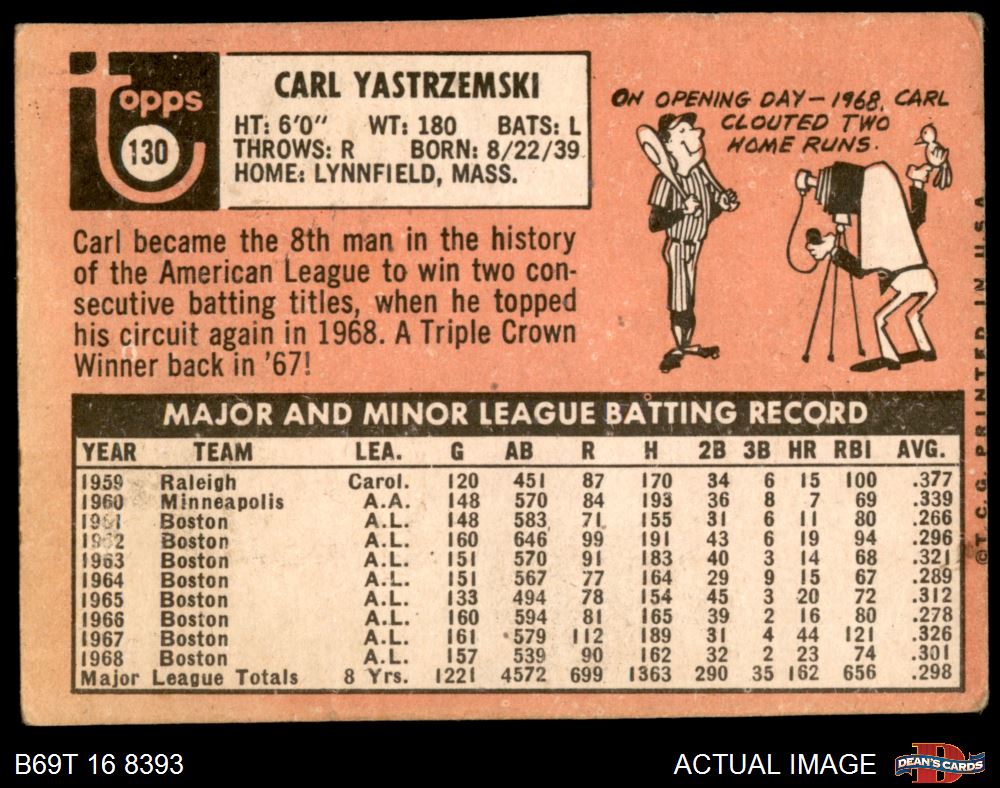 Topps
130
CARL YASTRZEMSKI
HT: 6'0" WT: 180 BATS: L
THROWS: R BORN: 8/22/39
HOME: LYNNFIELD, MASS.
ON OPENING DAY—1968, CARL
CLOUTED TWO
HOME RUNS.
Carl became the 8th man in the history
of the American League to win two con-
secutive batting titles, when he topped
his circuit again in 1968. A Triple Crown
Winner back in '67!
MAJOR AND MINOR LEAGUE BATTING RECORD
YEAR TEAM LEA. G AB R H 2B 3B HR RBI AVG.
1959 Raleigh Carol. 120 451 87 170 34 6 15 100 .377
1960 Minneapolis A.A. 148 570 84 193 36 8 7 69 .339
1961 Boston A.L. 148 583 71 155 31 6 11 80 .266
1962 Boston A.L. 160 646 99 191 43 6 19 94 .296
1963 Boston A.L. 151 570 91 183 40 3 14 68 .321
1964 Boston A.L. 151 567 77 164 29 9 15 67 .289
1965 Boston A.L. 133 494 78 154 45 3 20 72 .312
1966 Boston A.L. 160 594 81 165 39 2 16 80 .278
1967 Boston A.L. 161 579 112 189 31 4 44 121 .326
1968 Boston A.L. 157 539 90 162 32 2 23 74 .301
Major League Totals 8 Yrs. 1221 4572 699 1363 290 35 162 656 .298
©T. C. G. PRINTED IN U.S.A.
B69T 16 8393
ACTUAL IMAGE
DEAN'S CARDS